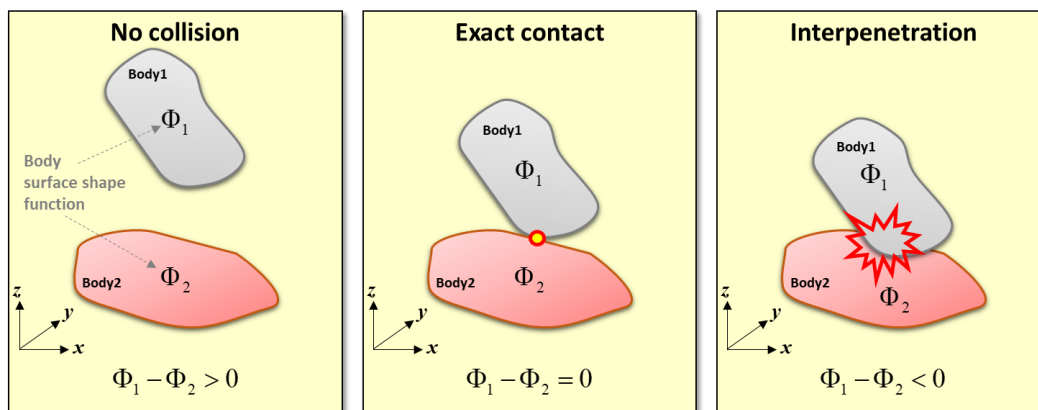 No collision
Body1
Φ₁
Body
surface shape
function
Body2
Φ₂
z
y
x
Φ₁ − Φ₂ > 0
Exact contact
Body1
Φ₁
Body2
Φ₂
z
y
x
Φ₁ − Φ₂ = 0
Interpenetration
Body1
Φ₁
Body2
Φ₂
z
y
x
Φ₁ − Φ₂ < 0